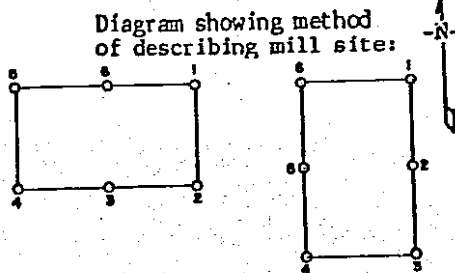 Diagram showing method
of describing mill site:
-N-
5 6 1
4 3 2
6 1
5 2
4 3